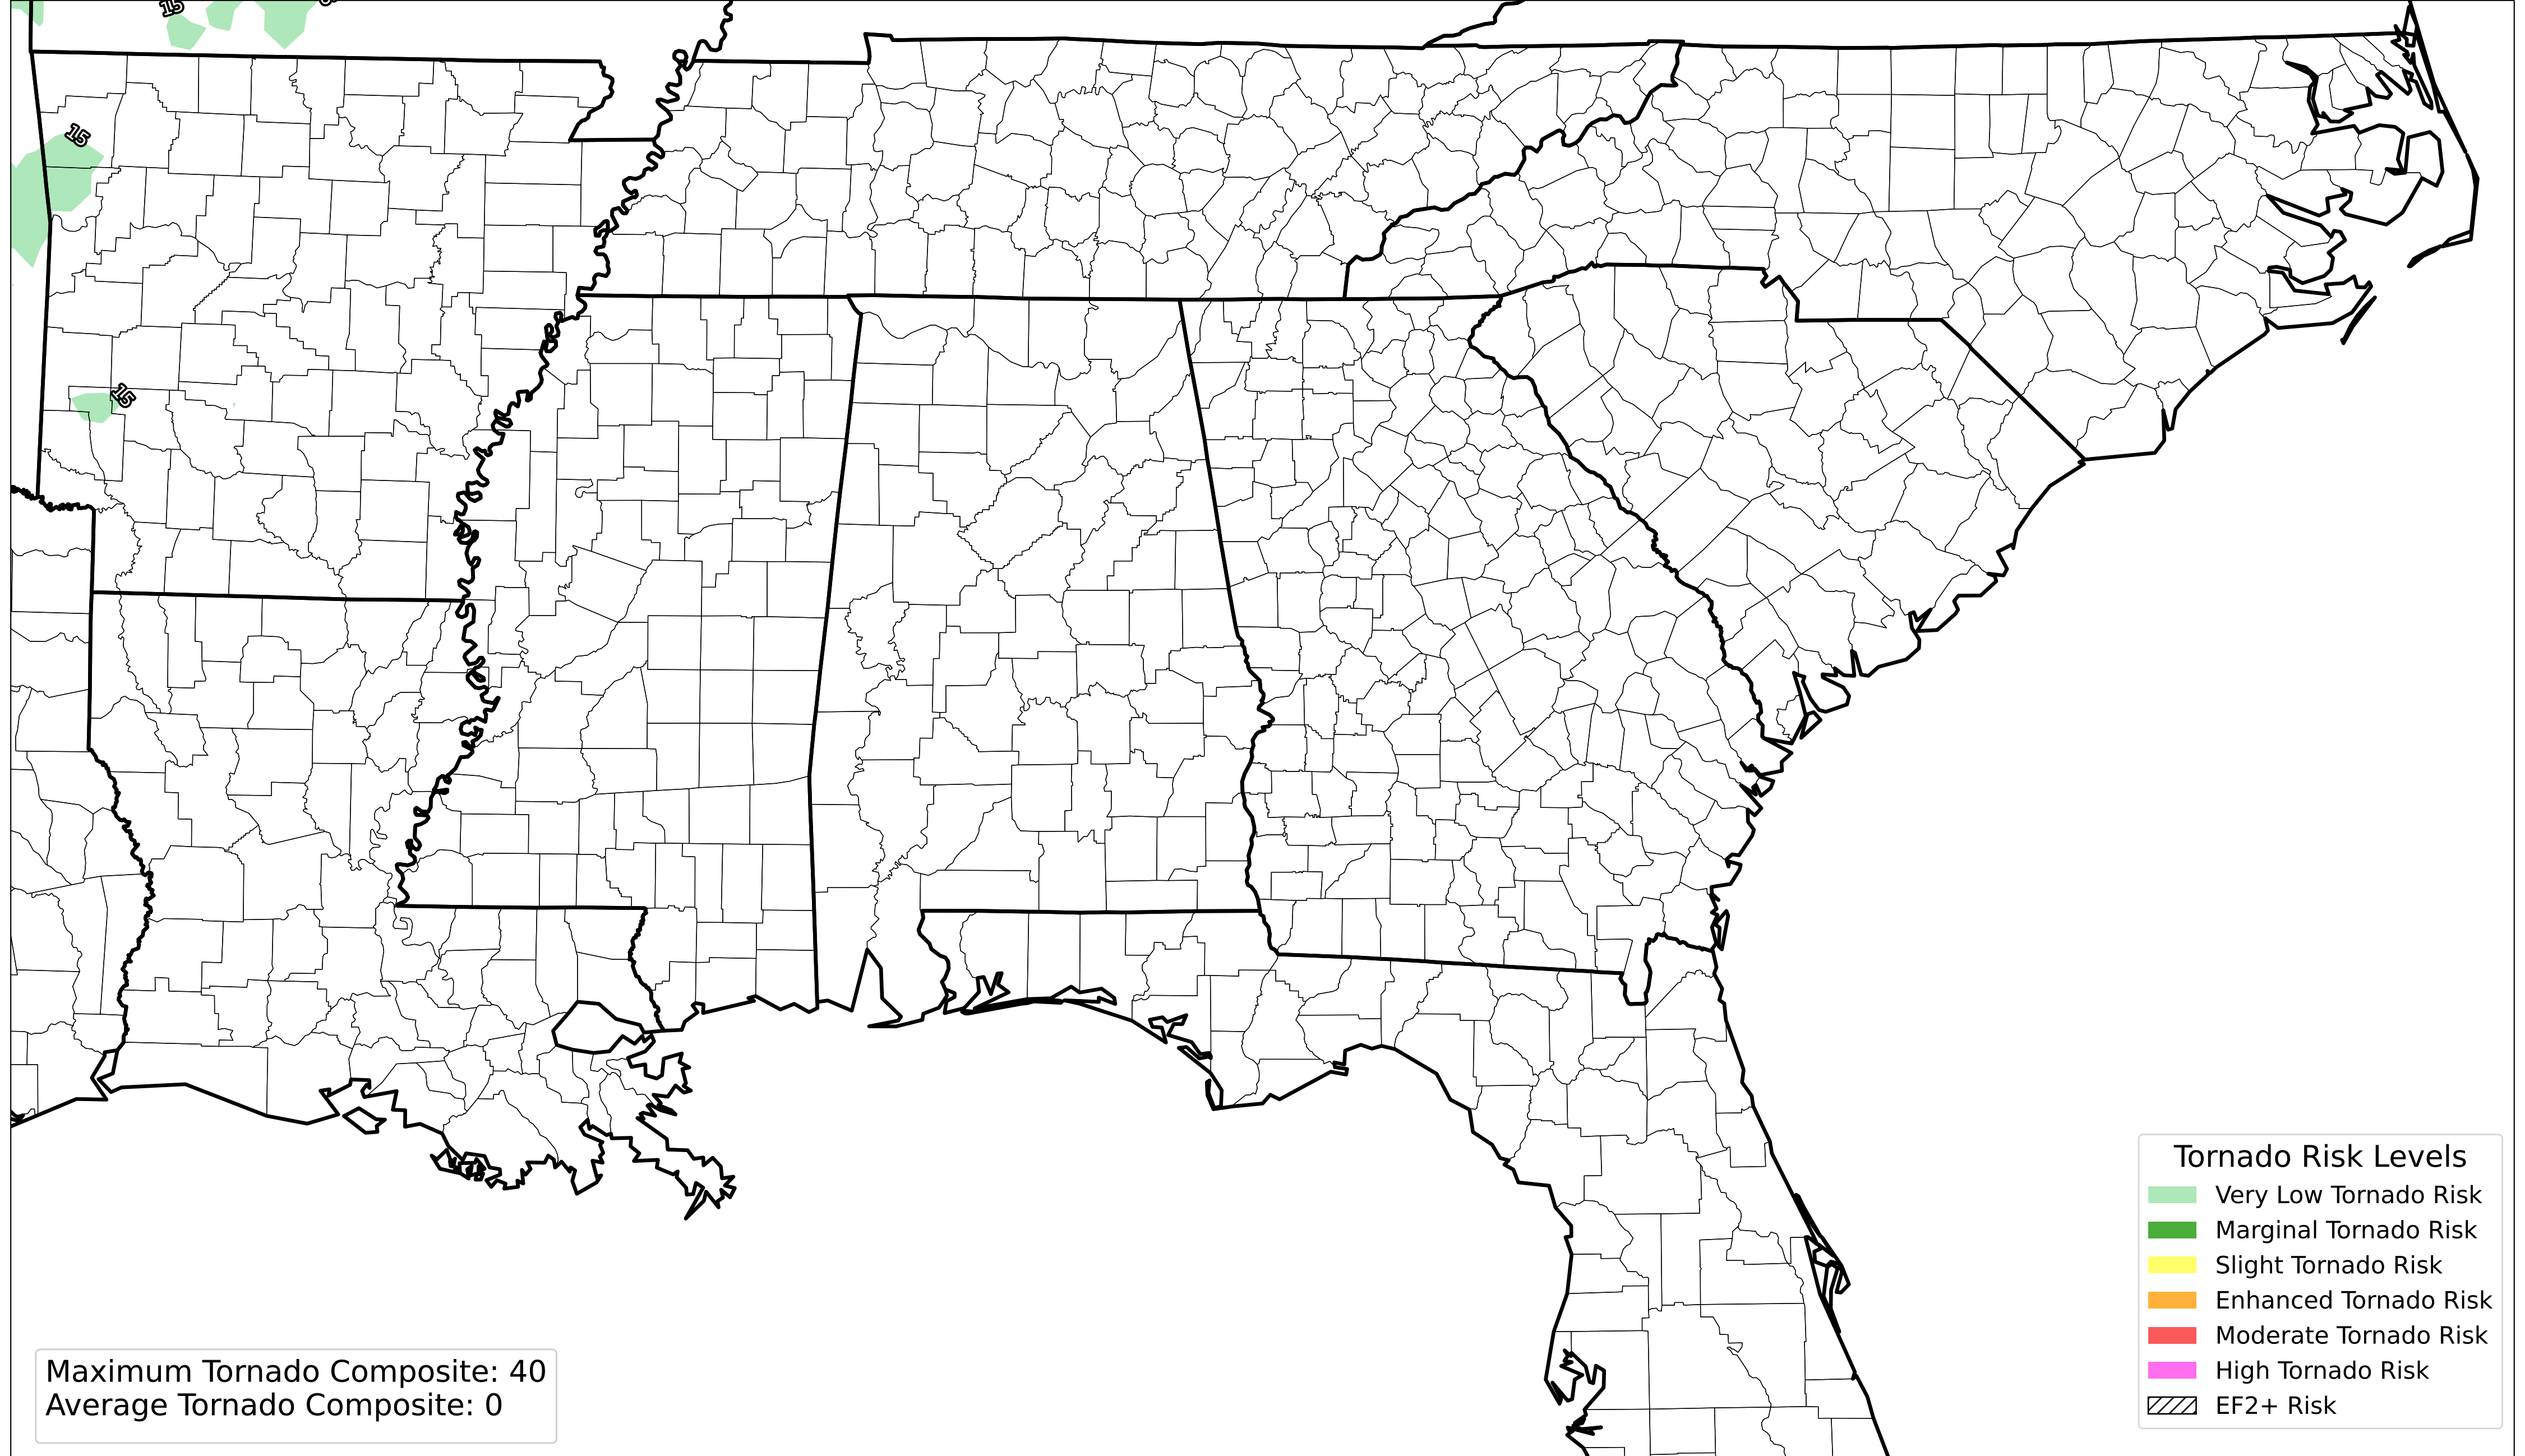 15
15
15
Tornado Risk Levels
Very Low Tornado Risk
Marginal Tornado Risk
Slight Tornado Risk
Enhanced Tornado Risk
Moderate Tornado Risk
High Tornado Risk
EF2+ Risk
Maximum Tornado Composite: 40
Average Tornado Composite: 0